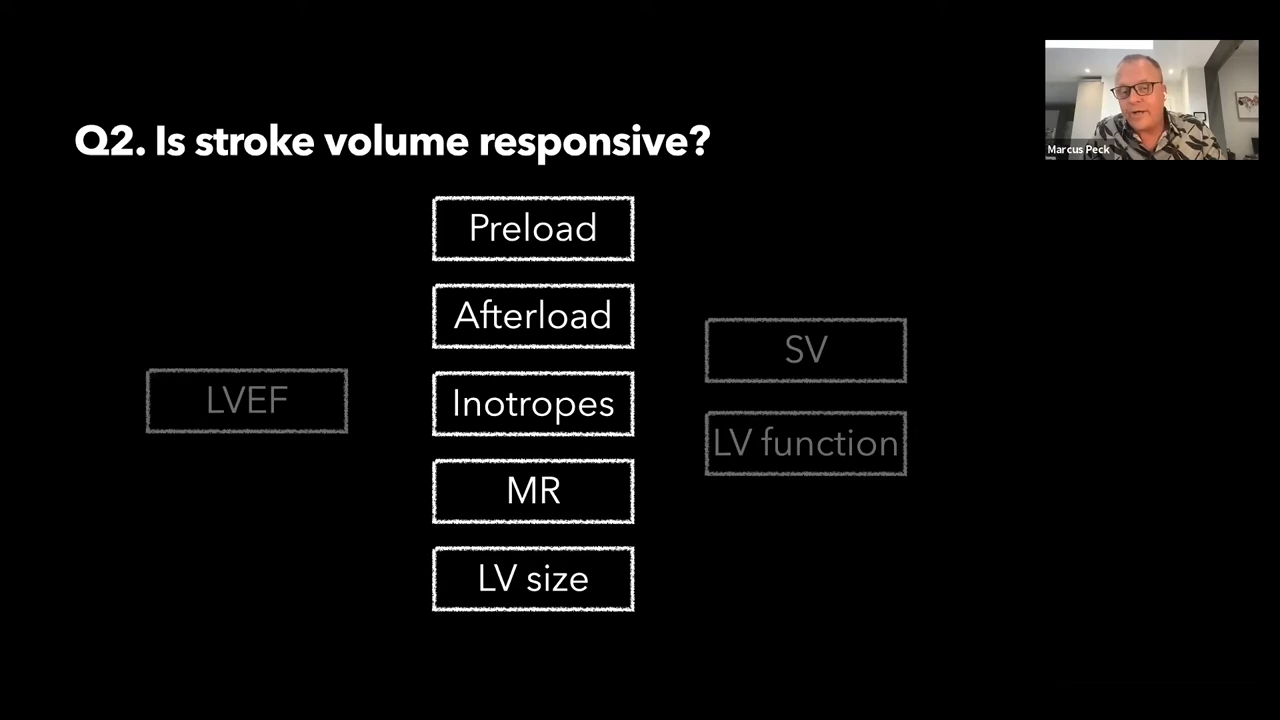 Marcus Peck
Q2. Is stroke volume responsive?
Preload
Afterload
Inotropes
MR
LV size
LVEF
SV
LV function